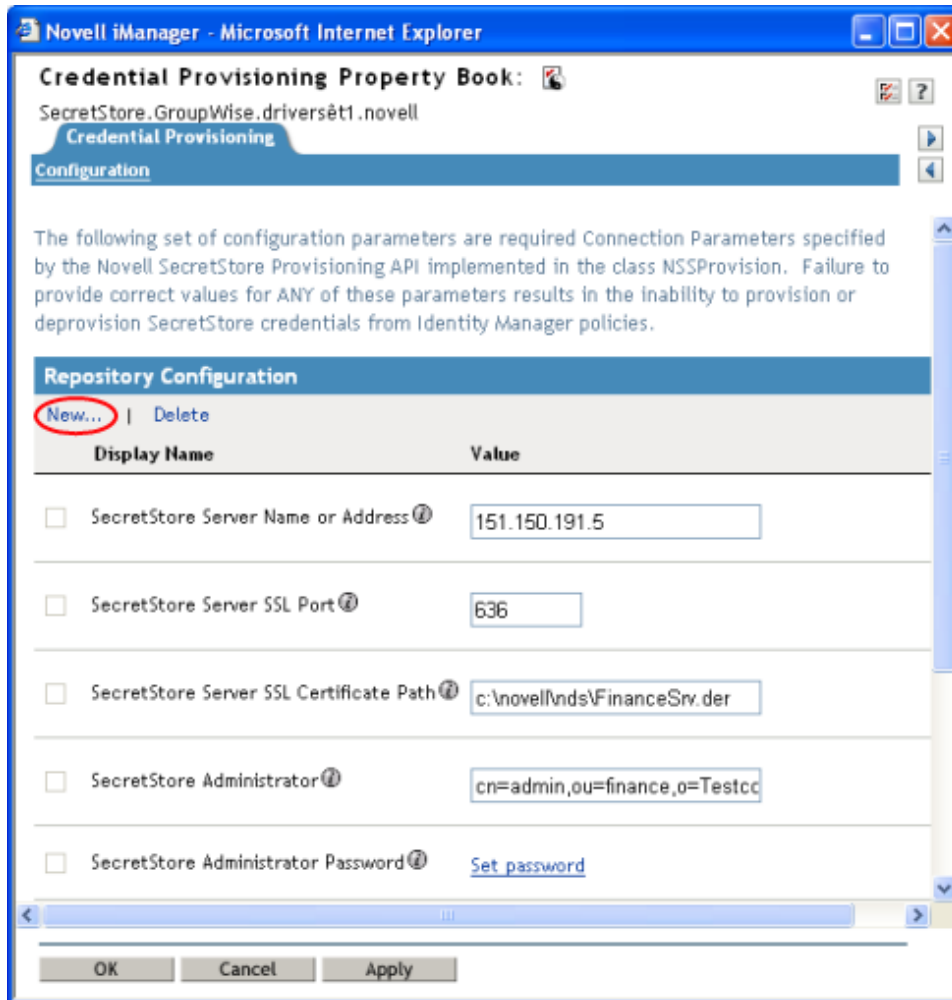 Novell iManager - Microsoft Internet Explorer
Credential Provisioning Property Book:
SecretStore.GroupWise.driversêt1.novell
Credential Provisioning
Configuration
The following set of configuration parameters are required Connection Parameters specified
by the Novell SecretStore Provisioning API implemented in the class NSSProvision. Failure to
provide correct values for ANY of these parameters results in the inability to provision or
deprovision SecretStore credentials from Identity Manager policies.
Repository Configuration
New... | Delete
Display Name Value
SecretStore Server Name or Address 151.150.191.5
SecretStore Server SSL Port 636
SecretStore Server SSL Certificate Path c:\novell\nds\FinanceSrv.der
SecretStore Administrator cn=admin,ou=finance,o=Testcc
SecretStore Administrator Password Set password
OK Cancel Apply